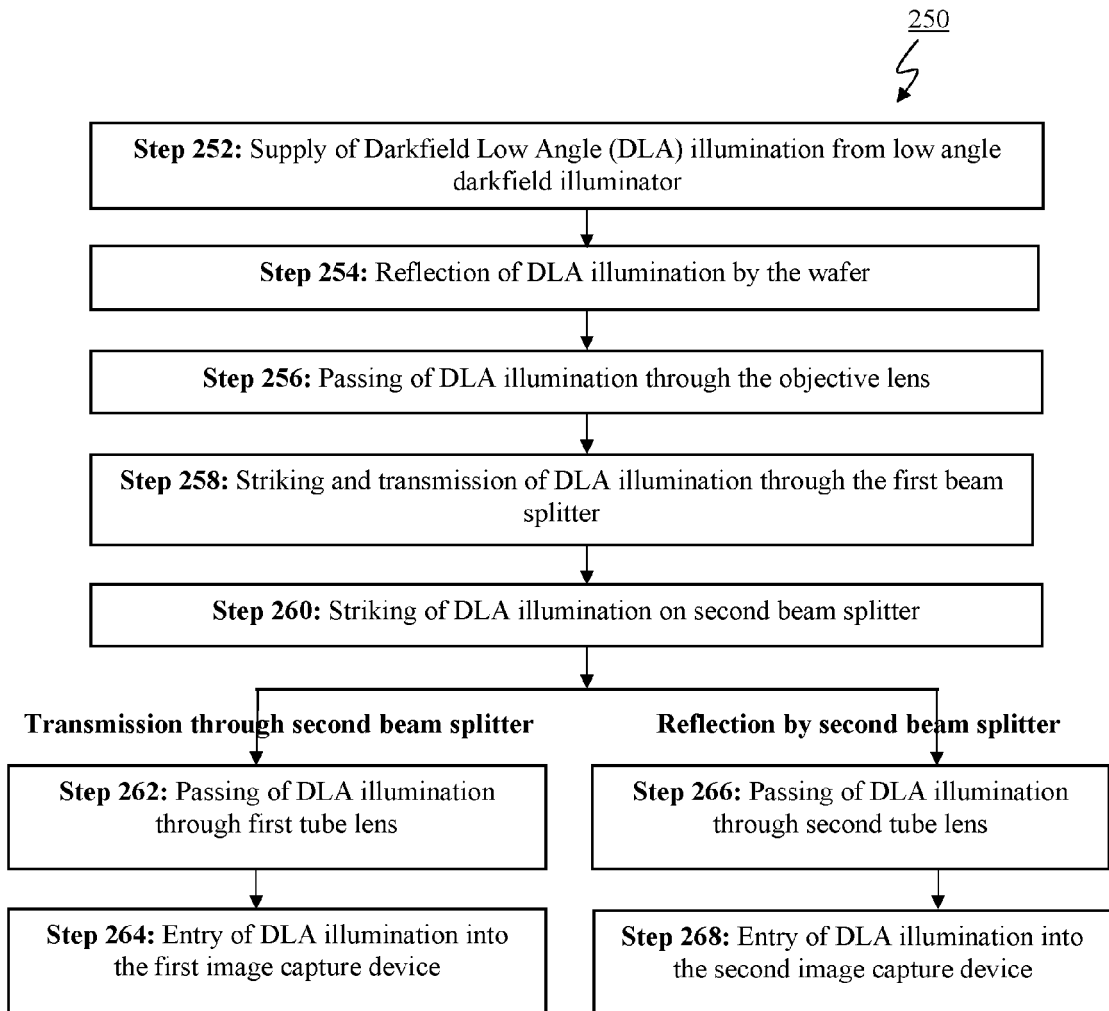 250
Step 252: Supply of Darkfield Low Angle (DLA) illumination from low angle
darkfield illuminator
Step 254: Reflection of DLA illumination by the wafer
Step 256: Passing of DLA illumination through the objective lens
Step 258: Striking and transmission of DLA illumination through the first beam
splitter
Step 260: Striking of DLA illumination on second beam splitter
Transmission through second beam splitter
Reflection by second beam splitter
Step 262: Passing of DLA illumination
through first tube lens
Step 266: Passing of DLA illumination
through second tube lens
Step 264: Entry of DLA illumination into
the first image capture device
Step 268: Entry of DLA illumination into
the second image capture device